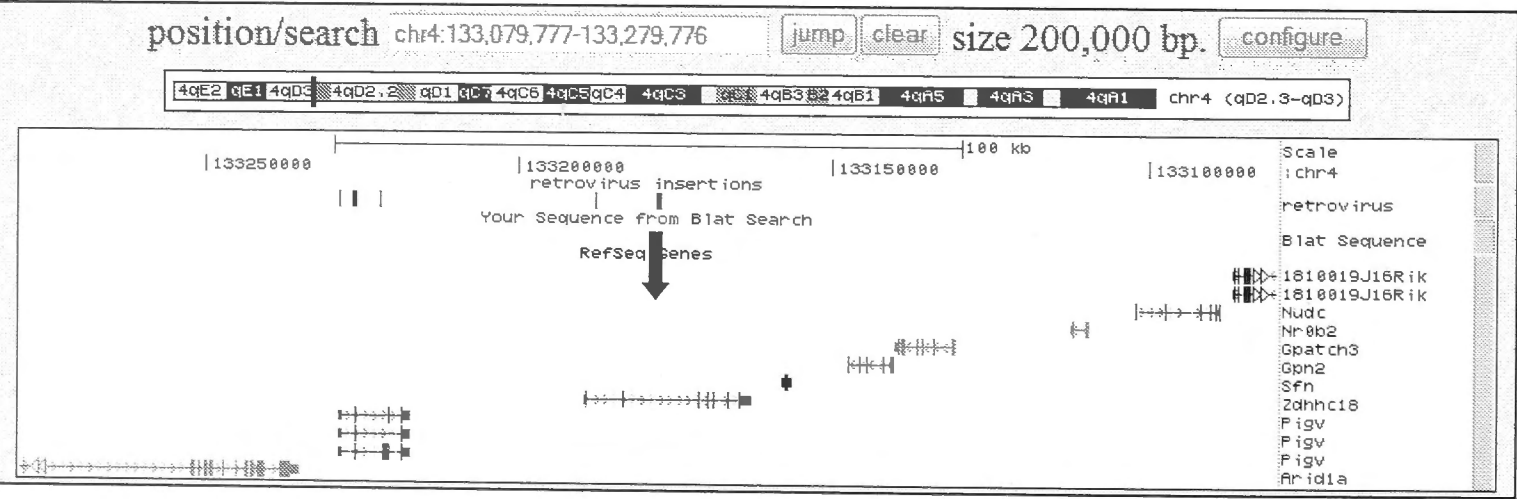 position/search chr4:133,079,777-133,279,776 jump clear size 200,000 bp. configure
4qE2 qE1 4qD3 4qD2.2 qD1 qC7 4qC6 4qC5 qC4 4qC3 4qB3 4qB1 4qA5 4qA3 4qA1 chr4 (qD2.3-qD3)
100 kb Scale
|133250000 |133200000 |133150000 |133100000 :chr4
retrovirus insertions
retrovirus
Your Sequence from Blat Search
Blat Sequence
RefSeq Genes
1810019J16Rik
1810019J16Rik
Nudc
Nr0b2
Gpatch3
Gpn2
Sfn
Zdhhc18
Pigv
Pigv
Pigv
Arid1a